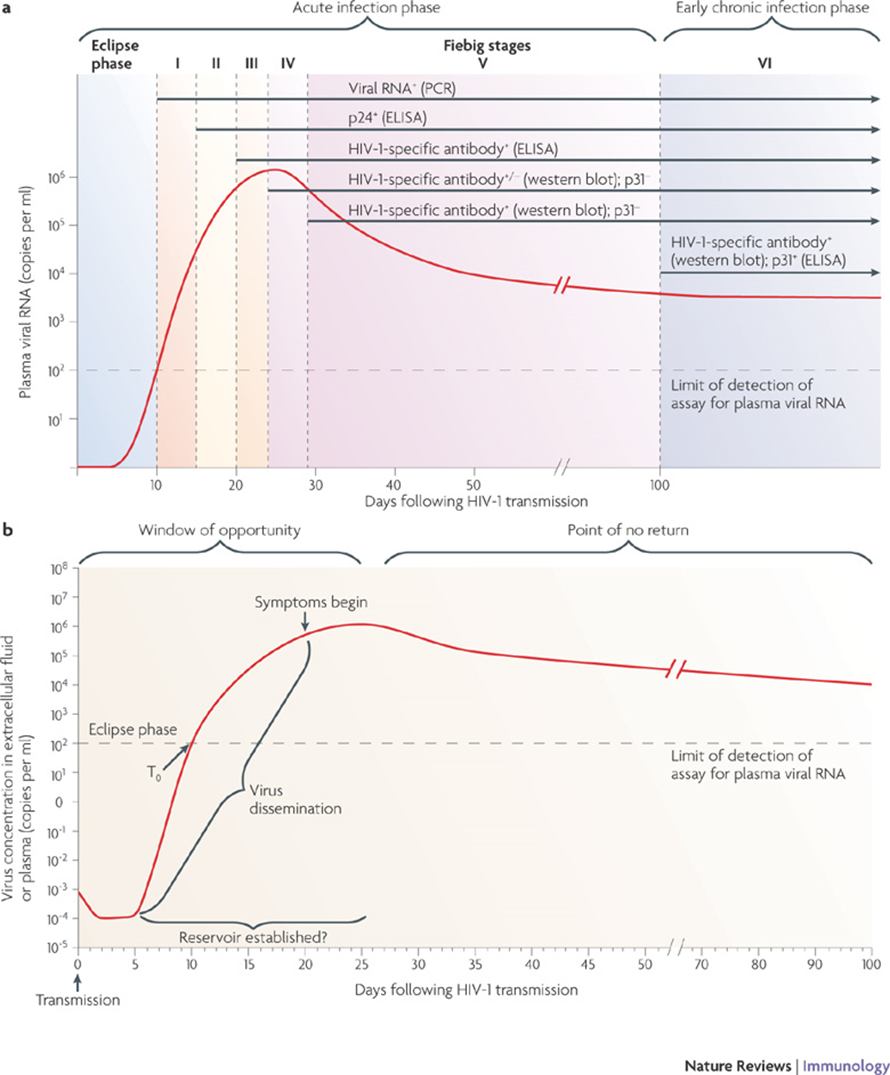 a
Acute infection phase
Early chronic infection phase
Eclipse
phase
Fiebig stages
I II III IV V VI
Viral RNA⁺ (PCR)
p24⁺ (ELISA)
HIV-1-specific antibody⁺ (ELISA)
HIV-1-specific antibody⁺/⁻ (western blot); p31⁻
HIV-1-specific antibody⁺ (western blot); p31⁻
HIV-1-specific antibody⁺
(western blot); p31⁺ (ELISA)
Limit of detection of
assay for plasma viral RNA
Plasma viral RNA (copies per ml)
10⁶
10⁵
10⁴
10³
10²
10¹
10 20 30 40 50 100
Days following HIV-1 transmission
b
Window of opportunity
Point of no return
Symptoms begin
Eclipse phase
T₀
Virus
dissemination
Reservoir established?
Limit of detection of
assay for plasma viral RNA
Virus concentration in extracellular fluid
or plasma (copies per ml)
10⁸
10⁷
10⁶
10⁵
10⁴
10³
10²
10¹
0
10⁻¹
10⁻²
10⁻³
10⁻⁴
10⁻⁵
0 5 10 15 20 25 30 35 40 45 50 70 80 90 100
Transmission
Days following HIV-1 transmission
Nature Reviews | Immunology